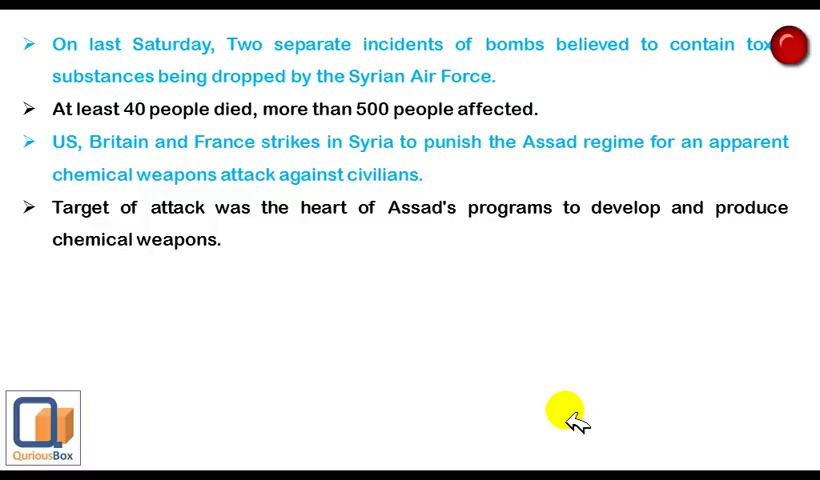 On last Saturday, Two separate incidents of bombs believed to contain
substances being dropped by the Syrian Air Force.
At least 40 people died, more than 500 people affected.
US, Britain and France strikes in Syria to punish the Assad regime for an apparent
chemical weapons attack against civilians.
Target of attack was the heart of Assad's programs to develop and produce
chemical weapons.
QuriousBox